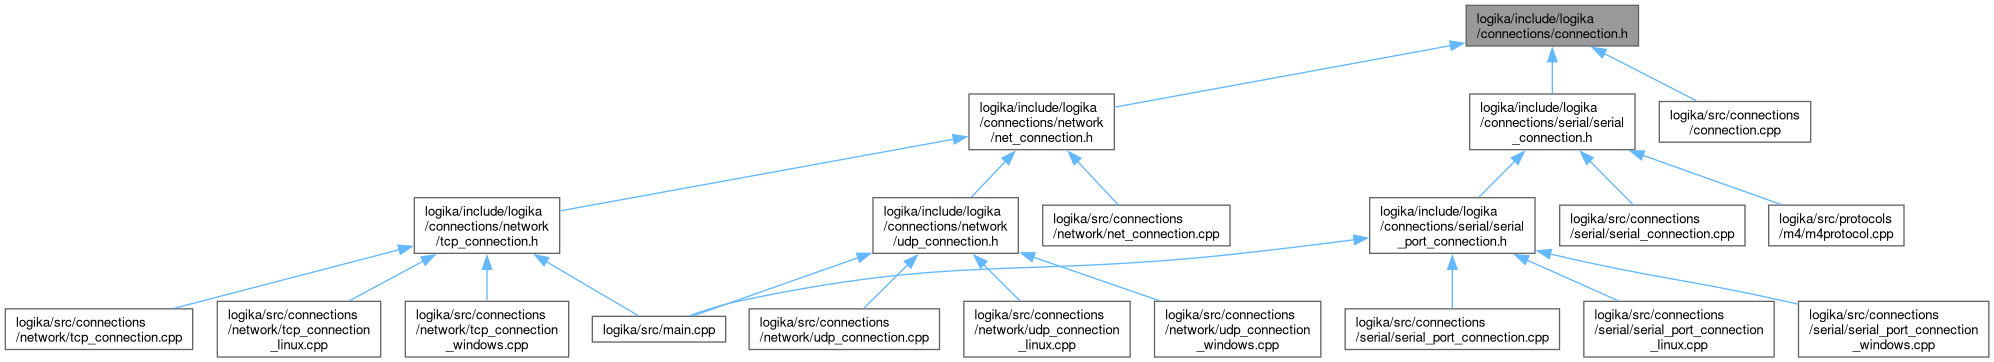 logika/include/logika
/connections/connection.h
logika/include/logika
/connections/network
/net_connection.h
logika/include/logika
/connections/serial/serial
_connection.h
logika/src/connections
/connection.cpp
logika/include/logika
/connections/network
/tcp_connection.h
logika/include/logika
/connections/network
/udp_connection.h
logika/src/connections
/network/net_connection.cpp
logika/include/logika
/connections/serial/serial
_port_connection.h
logika/src/connections
/serial/serial_connection.cpp
logika/src/protocols
/m4/m4protocol.cpp
logika/src/connections
/network/tcp_connection.cpp
logika/src/connections
/network/tcp_connection
_linux.cpp
logika/src/connections
/network/tcp_connection
_windows.cpp
logika/src/main.cpp
logika/src/connections
/network/udp_connection.cpp
logika/src/connections
/network/udp_connection
_linux.cpp
logika/src/connections
/network/udp_connection
_windows.cpp
logika/src/connections
/serial/serial_port_connection.cpp
logika/src/connections
/serial/serial_port_connection
_linux.cpp
logika/src/connections
/serial/serial_port_connection
_windows.cpp